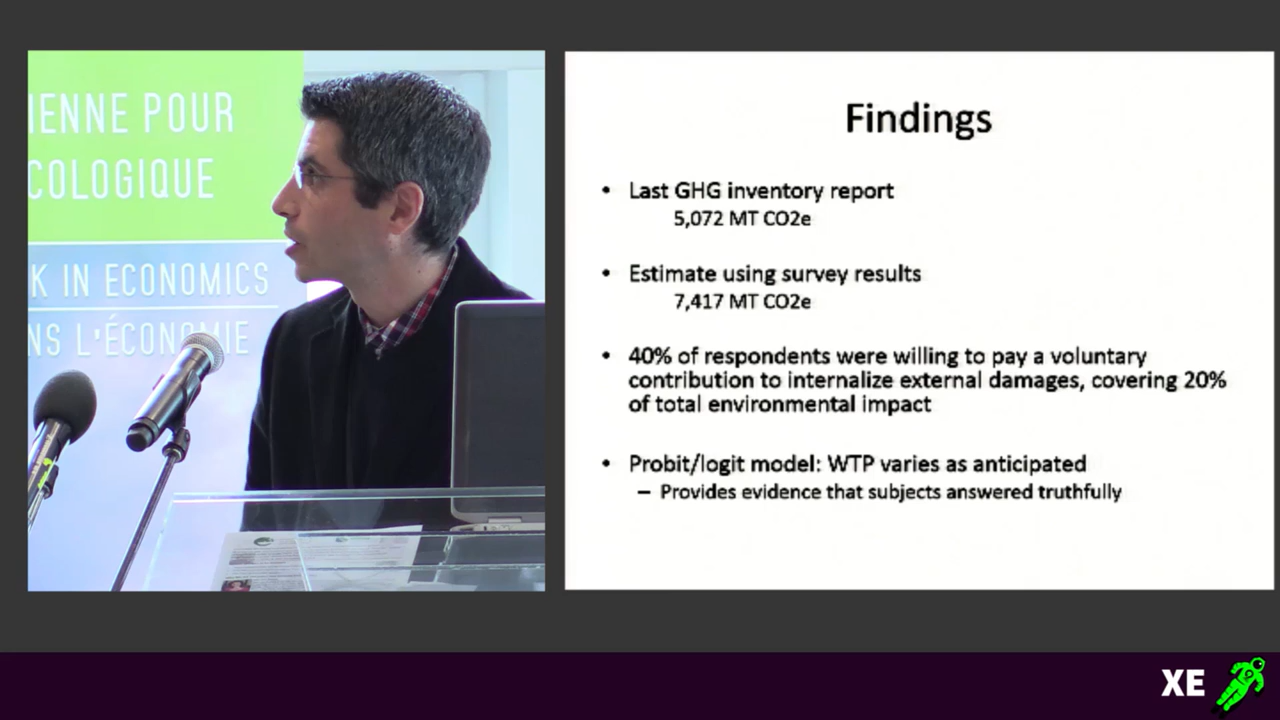 IENNE POUR
COLOGIQUE
K IN ECONOMICS
NS L'ÉCONOMIE
Findings
• Last GHG inventory report
5,072 MT CO2e
• Estimate using survey results
7,417 MT CO2e
• 40% of respondents were willing to pay a voluntary
contribution to internalize external damages, covering 20%
of total environmental impact
• Probit/logit model: WTP varies as anticipated
– Provides evidence that subjects answered truthfully
XE